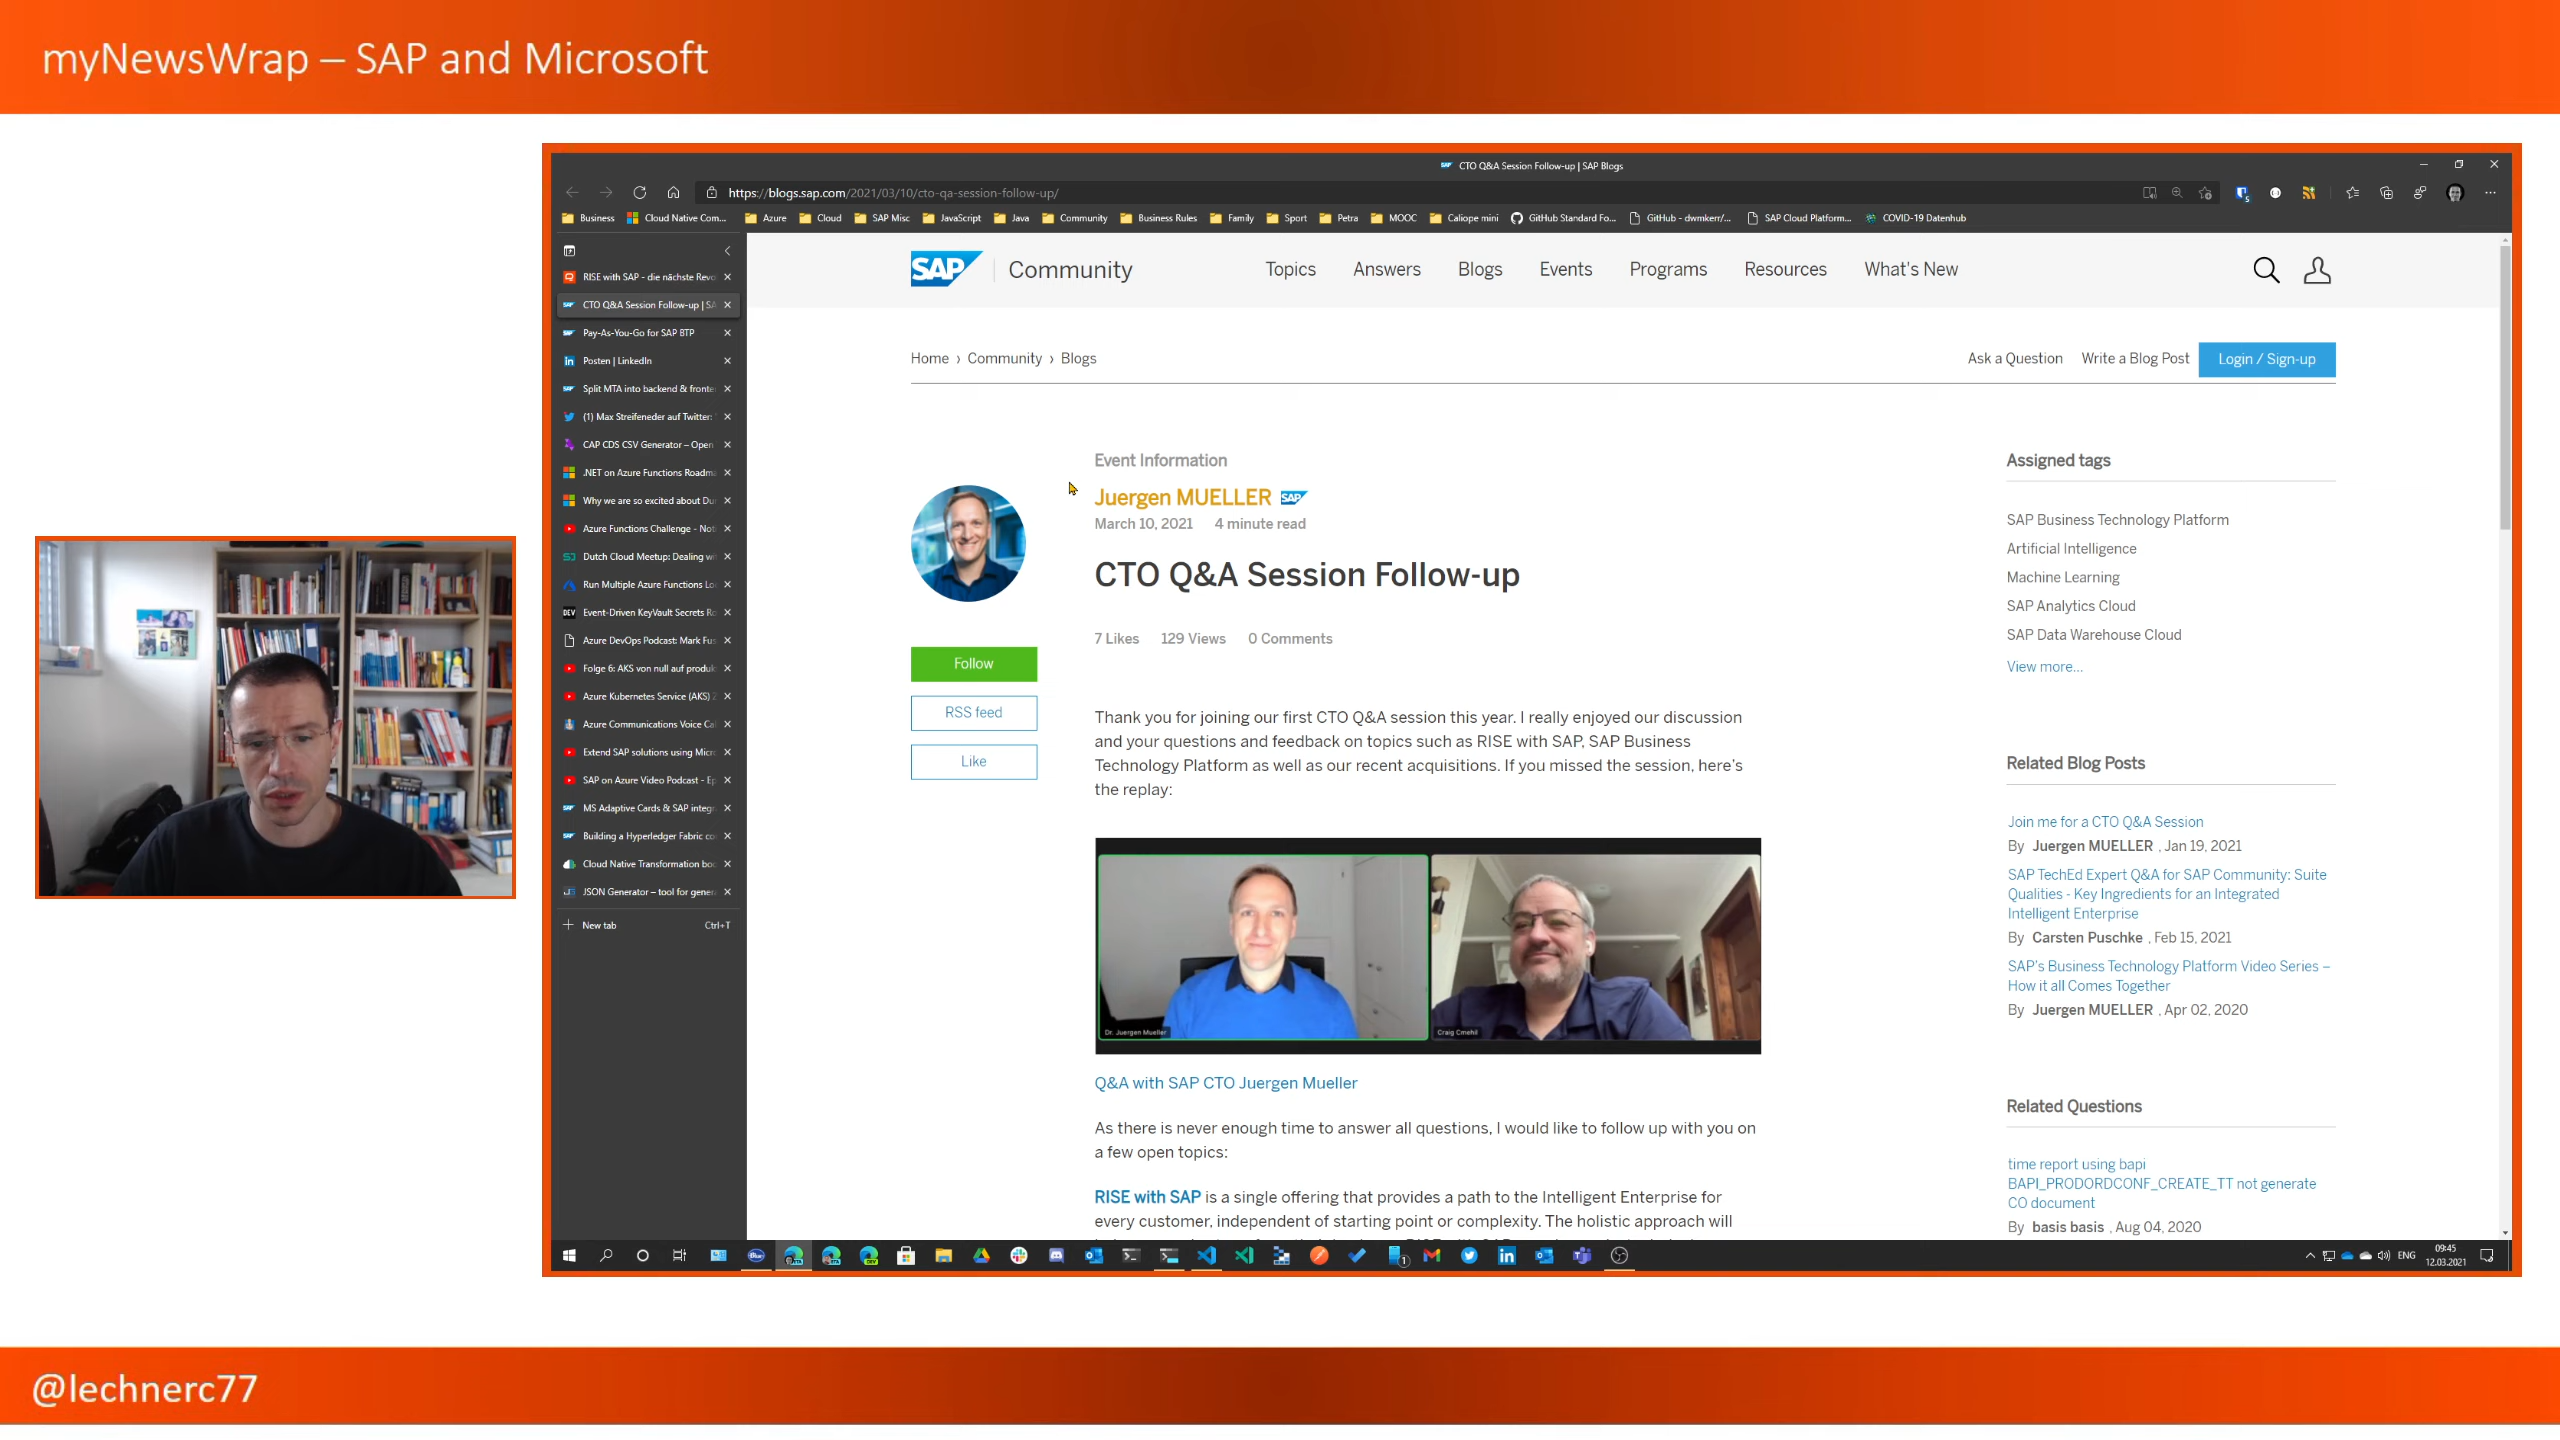 myNewsWrap – SAP and Microsoft
CTO Q&A Session Follow-up | SAP Blogs
https://blogs.sap.com/2021/03/10/cto-qa-session-follow-up/
Business
Cloud Native Com...
Azure
Cloud
SAP Misc
JavaScript
Java
Community
Business Rules
Family
Sport
Petra
MOOC
Caliope mini
GitHub Standard Fo...
GitHub - dwmkerr/...
SAP Cloud Platform...
COVID-19 Datenhub
RISE with SAP - die nächste Revo
CTO Q&A Session Follow-up | SA
Pay-As-You-Go for SAP BTP
Posten | LinkedIn
Split MTA into backend & fronte
(1) Max Streifeneder auf Twitter:
CAP CDS CSV Generator – Open
.NET on Azure Functions Roadma
Why we are so excited about Du
Azure Functions Challenge - Not
Dutch Cloud Meetup: Dealing wi
Run Multiple Azure Functions Lo
Event-Driven KeyVault Secrets Ro
Azure DevOps Podcast: Mark Fus
Folge 6: AKS von null auf produk
Azure Kubernetes Service (AKS)
Azure Communications Voice Cal
Extend SAP solutions using Micro
SAP on Azure Video Podcast - Ep
MS Adaptive Cards & SAP integ
Building a Hyperledger Fabric co
Cloud Native Transformation boo
JSON Generator – tool for gener
New tab Ctrl+T
SAP Community
Topics Answers Blogs Events Programs Resources What's New
Home › Community › Blogs
Ask a Question Write a Blog Post Login / Sign-up
Event Information
Juergen MUELLER SAP
March 10, 2021 4 minute read
CTO Q&A Session Follow-up
7 Likes 129 Views 0 Comments
Follow
RSS feed
Like
Thank you for joining our first CTO Q&A session this year. I really enjoyed our discussion
and your questions and feedback on topics such as RISE with SAP, SAP Business
Technology Platform as well as our recent acquisitions. If you missed the session, here's
the replay:
Dr. Juergen Mueller
Craig Cmehil
Q&A with SAP CTO Juergen Mueller
As there is never enough time to answer all questions, I would like to follow up with you on
a few open topics:
RISE with SAP is a single offering that provides a path to the Intelligent Enterprise for
every customer, independent of starting point or complexity. The holistic approach will
Assigned tags
SAP Business Technology Platform
Artificial Intelligence
Machine Learning
SAP Analytics Cloud
SAP Data Warehouse Cloud
View more...
Related Blog Posts
Join me for a CTO Q&A Session
By Juergen MUELLER , Jan 19, 2021
SAP TechEd Expert Q&A for SAP Community: Suite
Qualities - Key Ingredients for an Integrated
Intelligent Enterprise
By Carsten Puschke , Feb 15, 2021
SAP's Business Technology Platform Video Series –
How it all Comes Together
By Juergen MUELLER , Apr 02, 2020
Related Questions
time report using bapi
BAPI_PRODORDCONF_CREATE_TT not generate
CO document
By basis basis , Aug 04, 2020
ENG
09:45
12.03.2021
@lechnerc77